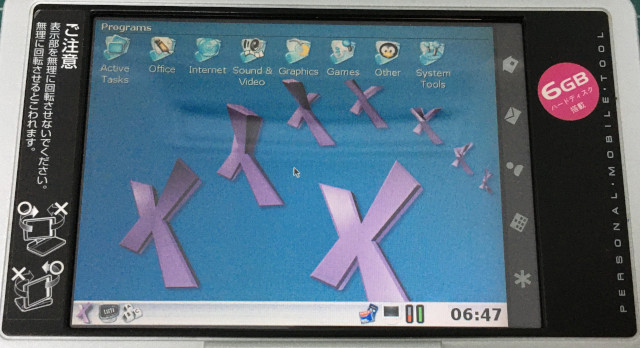 ご注意
表示部を無理に回転させないでください。
無理に回転させるとこわれます。
Programs
Active
Tasks
Office
Internet
Sound &
Video
Graphics
Games
Other
System
Tools
06:47
6GB
ハードディスク
搭載
PERSONAL・MOBILE・TOOL